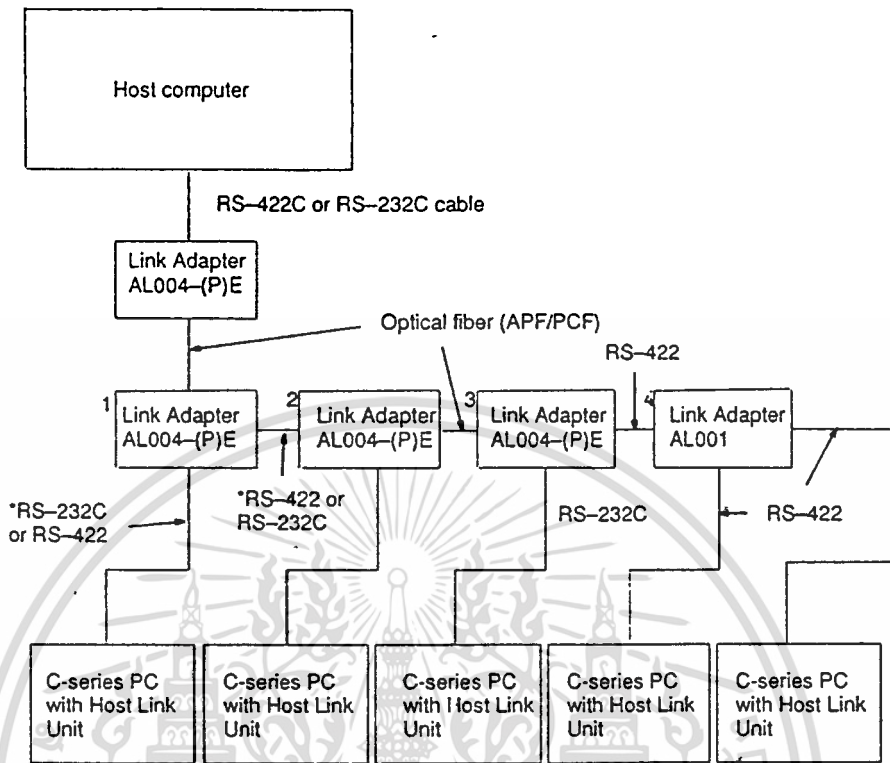 Host computer
RS–422C or RS–232C cable
Link Adapter
AL004–(P)E
Optical fiber (APF/PCF)
RS–422
1
Link Adapter
AL004–(P)E
2
Link Adapter
AL004–(P)E
3
Link Adapter
AL004–(P)E
4
Link Adapter
AL001
*RS–232C
or RS–422
*RS–422 or
RS–232C
RS–232C
RS–422
C-series PC
with Host Link
Unit
C-series PC
with Host Link
Unit
C-series PC
with Host Link
Unit
C-series PC
with Host Link
Unit
C-series PC
with Host Link
Unit